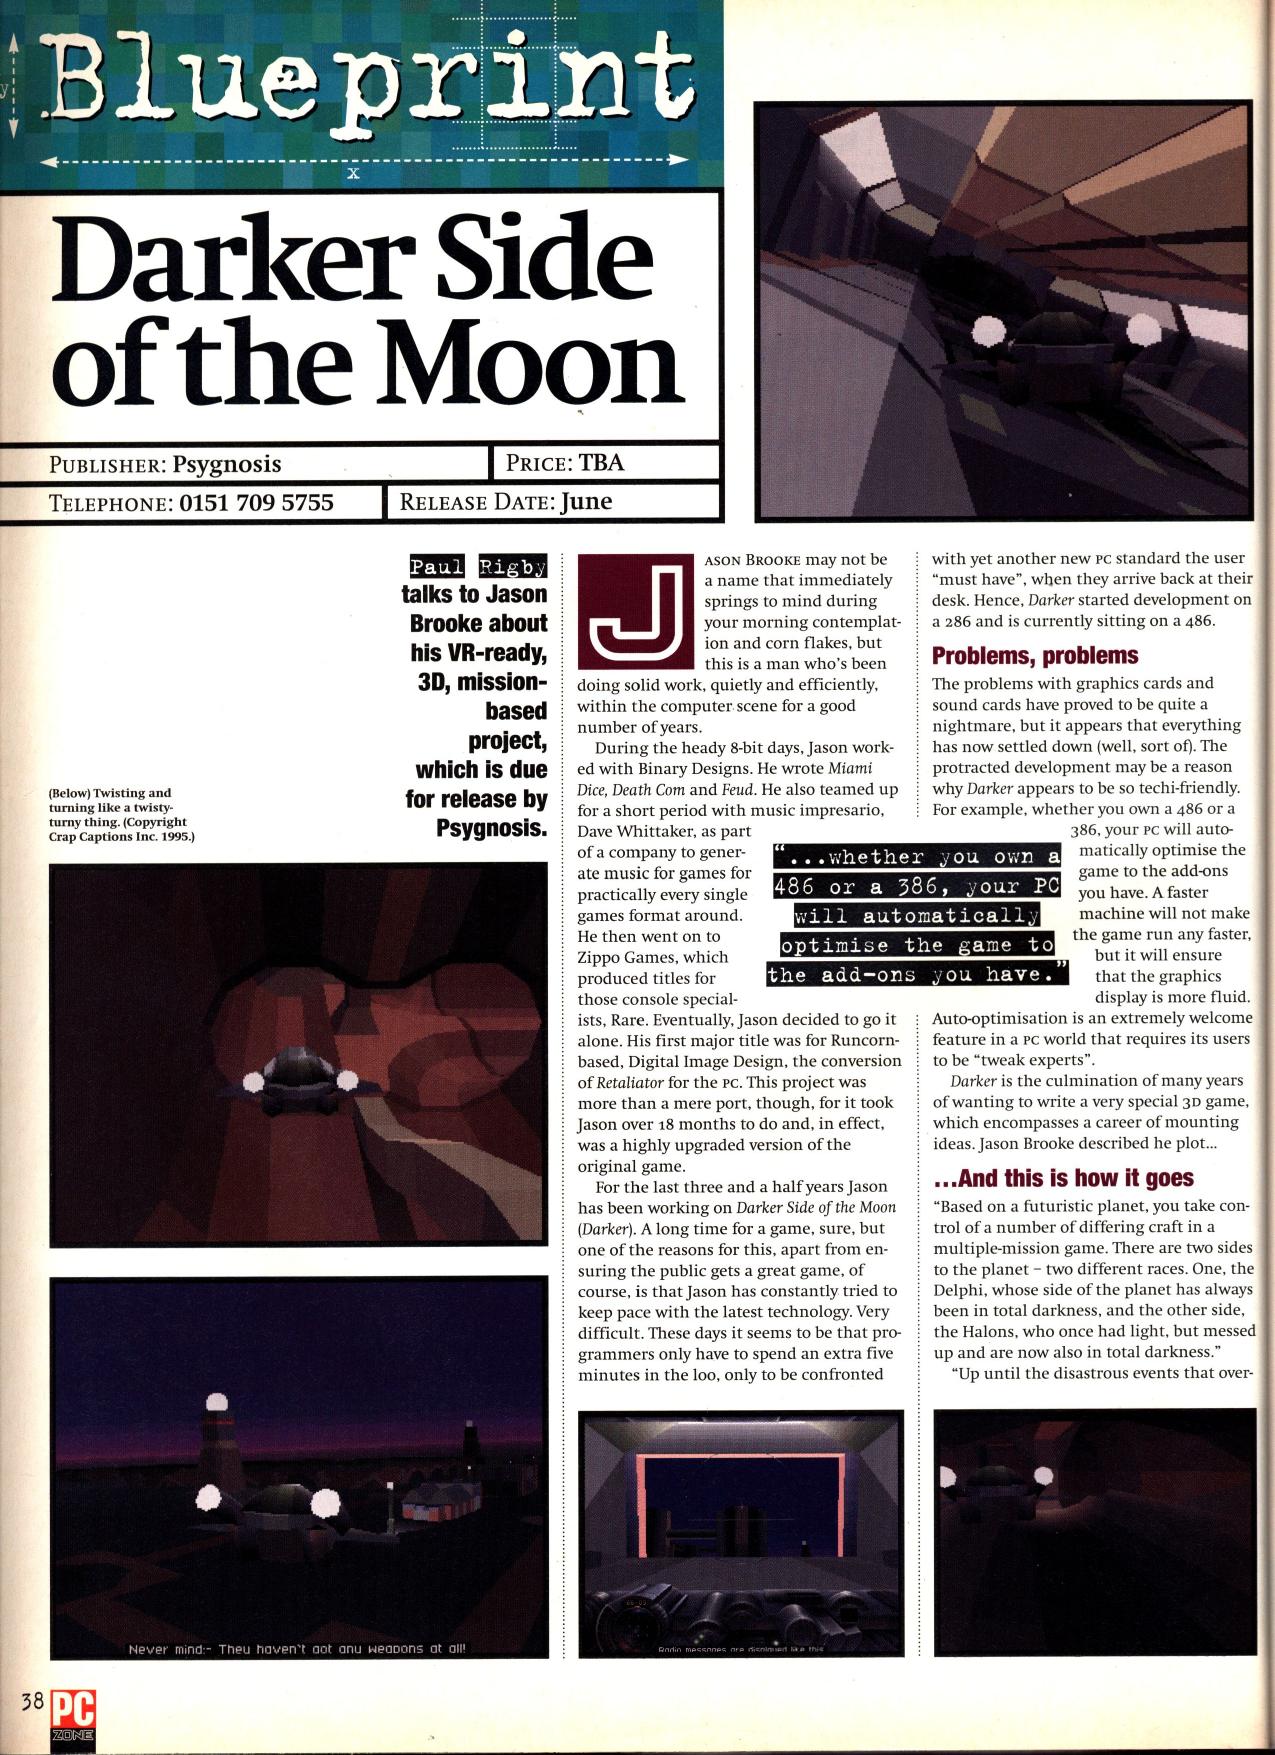 Blueprint
y
x
Darker Side
of the Moon
PUBLISHER: Psygnosis
PRICE: TBA
TELEPHONE: 0151 709 5755
RELEASE DATE: June
Paul Rigby
talks to Jason
Brooke about
his VR-ready,
3D, mission-
based
project,
which is due
for release by
Psygnosis.
(Below) Twisting and
turning like a twisty-
turny thing. (Copyright
Crap Captions Inc. 1995.)
JASON BROOKE may not be
a name that immediately
springs to mind during
your morning contemplat-
ion and corn flakes, but
this is a man who's been
doing solid work, quietly and efficiently,
within the computer scene for a good
number of years.
During the heady 8-bit days, Jason work-
ed with Binary Designs. He wrote Miami
Dice, Death Com and Feud. He also teamed up
for a short period with music impresario,
Dave Whittaker, as part
of a company to gener-
ate music for games for
practically every single
games format around.
He then went on to
Zippo Games, which
produced titles for
those console special-
ists, Rare. Eventually, Jason decided to go it
alone. His first major title was for Runcorn-
based, Digital Image Design, the conversion
of Retaliator for the PC. This project was
more than a mere port, though, for it took
Jason over 18 months to do and, in effect,
was a highly upgraded version of the
original game.
For the last three and a half years Jason
has been working on Darker Side of the Moon
(Darker). A long time for a game, sure, but
one of the reasons for this, apart from en-
suring the public gets a great game, of
course, is that Jason has constantly tried to
keep pace with the latest technology. Very
difficult. These days it seems to be that pro-
grammers only have to spend an extra five
minutes in the loo, only to be confronted
"...whether you own a
486 or a 386, your PC
will automatically
optimise the game to
the add-ons you have."
with yet another new PC standard the user
"must have", when they arrive back at their
desk. Hence, Darker started development on
a 286 and is currently sitting on a 486.
Problems, problems
The problems with graphics cards and
sound cards have proved to be quite a
nightmare, but it appears that everything
has now settled down (well, sort of). The
protracted development may be a reason
why Darker appears to be so techi-friendly.
For example, whether you own a 486 or a
386, your PC will auto-
matically optimise the
game to the add-ons
you have. A faster
machine will not make
the game run any faster,
but it will ensure
that the graphics
display is more fluid.
Auto-optimisation is an extremely welcome
feature in a PC world that requires its users
to be "tweak experts".
Darker is the culmination of many years
of wanting to write a very special 3D game,
which encompasses a career of mounting
ideas. Jason Brooke described he plot...
...And this is how it goes
"Based on a futuristic planet, you take con-
trol of a number of differing craft in a
multiple-mission game. There are two sides
to the planet – two different races. One, the
Delphi, whose side of the planet has always
been in total darkness, and the other side,
the Halons, who once had light, but messed
up and are now also in total darkness."
"Up until the disastrous events that over-
Never mind:- They haven't got any weapons at all!
Radio messages are displayed like this
38
PC
ZONE